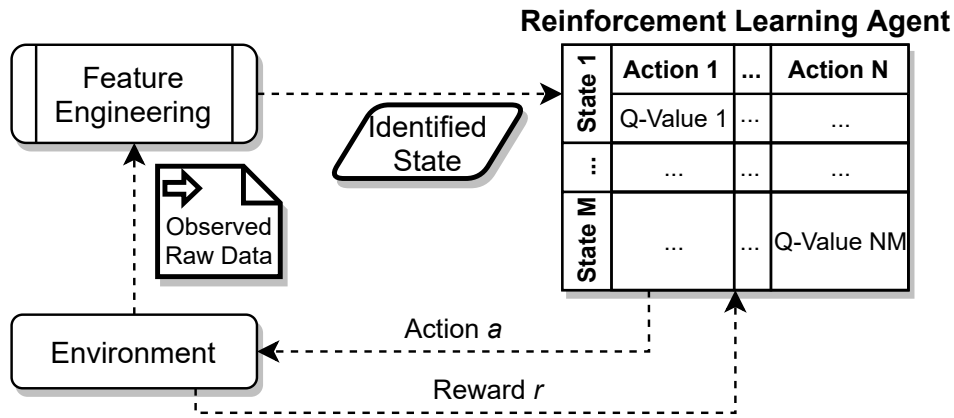 Reinforcement Learning Agent
Feature
Engineering
Identified
State
Observed
Raw Data
Environment
State 1
Action 1 ... Action N
Q-Value 1 ... ...
...
... ... ...
State M
... ... Q-Value NM
Action a
Reward r